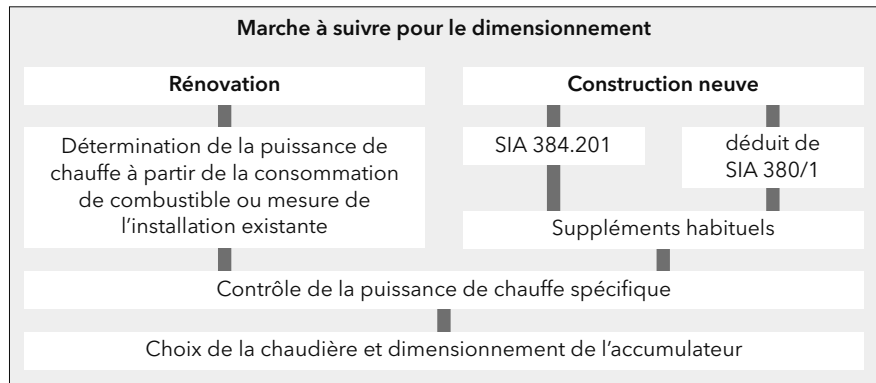 Marche à suivre pour le dimensionnement
Rénovation
Détermination de la puissance de
chauffe à partir de la consommation
de combustible ou mesure de
l'installation existante
Construction neuve
SIA 384.201
déduit de
SIA 380/1
Suppléments habituels
Contrôle de la puissance de chauffe spécifique
Choix de la chaudière et dimensionnement de l'accumulateur